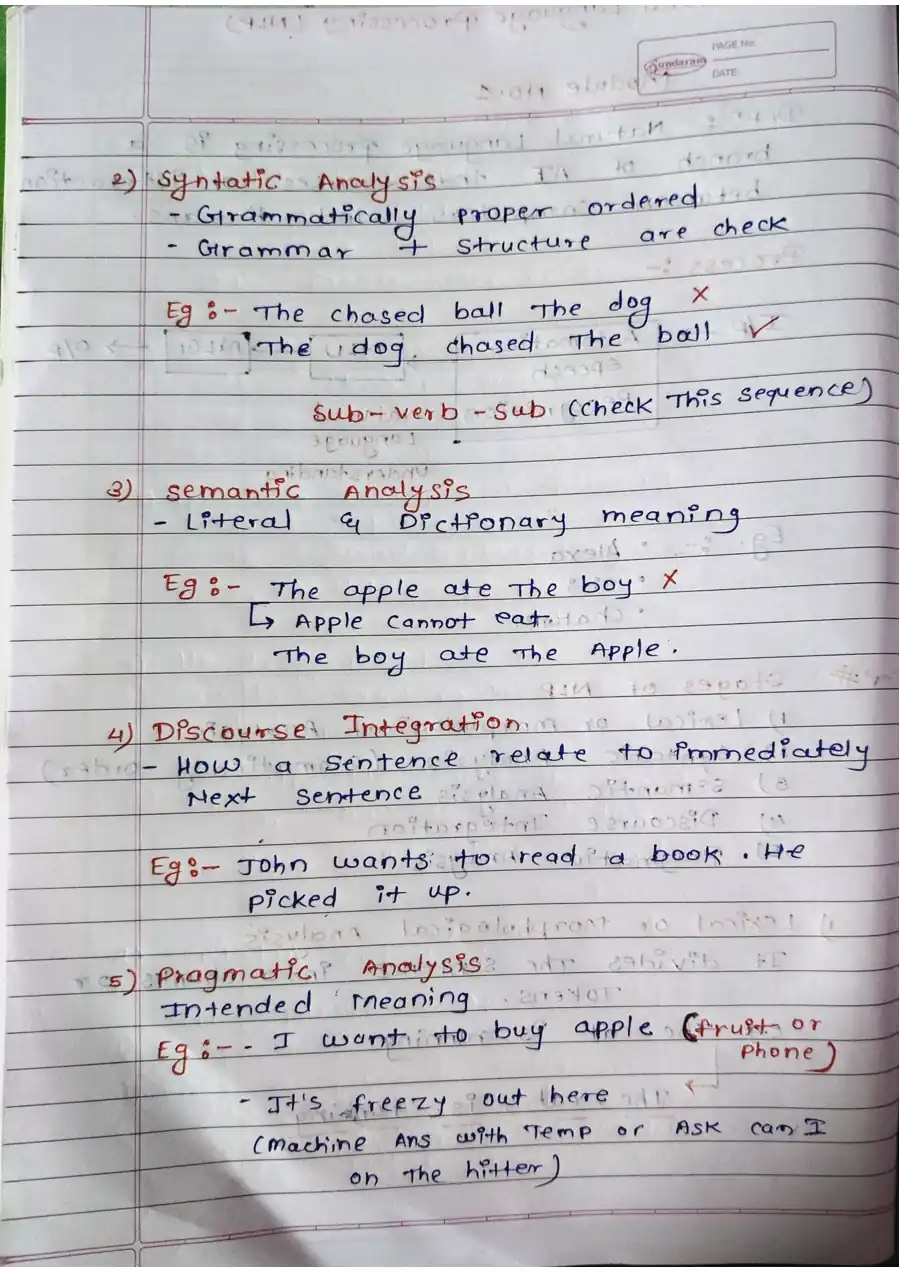 Sundaram
PAGE No.
DATE
2) Syntatic Analysis
- Grammatically proper ordered
- Grammar + structure are check
Eg :- The chased ball The dog ✗
The dog chased The ball ✓
Sub - verb - sub (check This sequence)
3) Semantic Analysis
- Literal & Dictionary meaning
Eg :- The apple ate The boy ✗
↳ Apple cannot eat.
The boy ate The Apple.
4) Discourse Integration
- How a sentence relate to immediately
Next sentence
Eg :- John wants to read a book. He
picked it up.
5) Pragmatic Analysis
Intended meaning
Eg :- - I want to buy apple (fruit or
Phone)
- It's freezy out here
(Machine Ans with Temp or Ask can I
on The hitter)